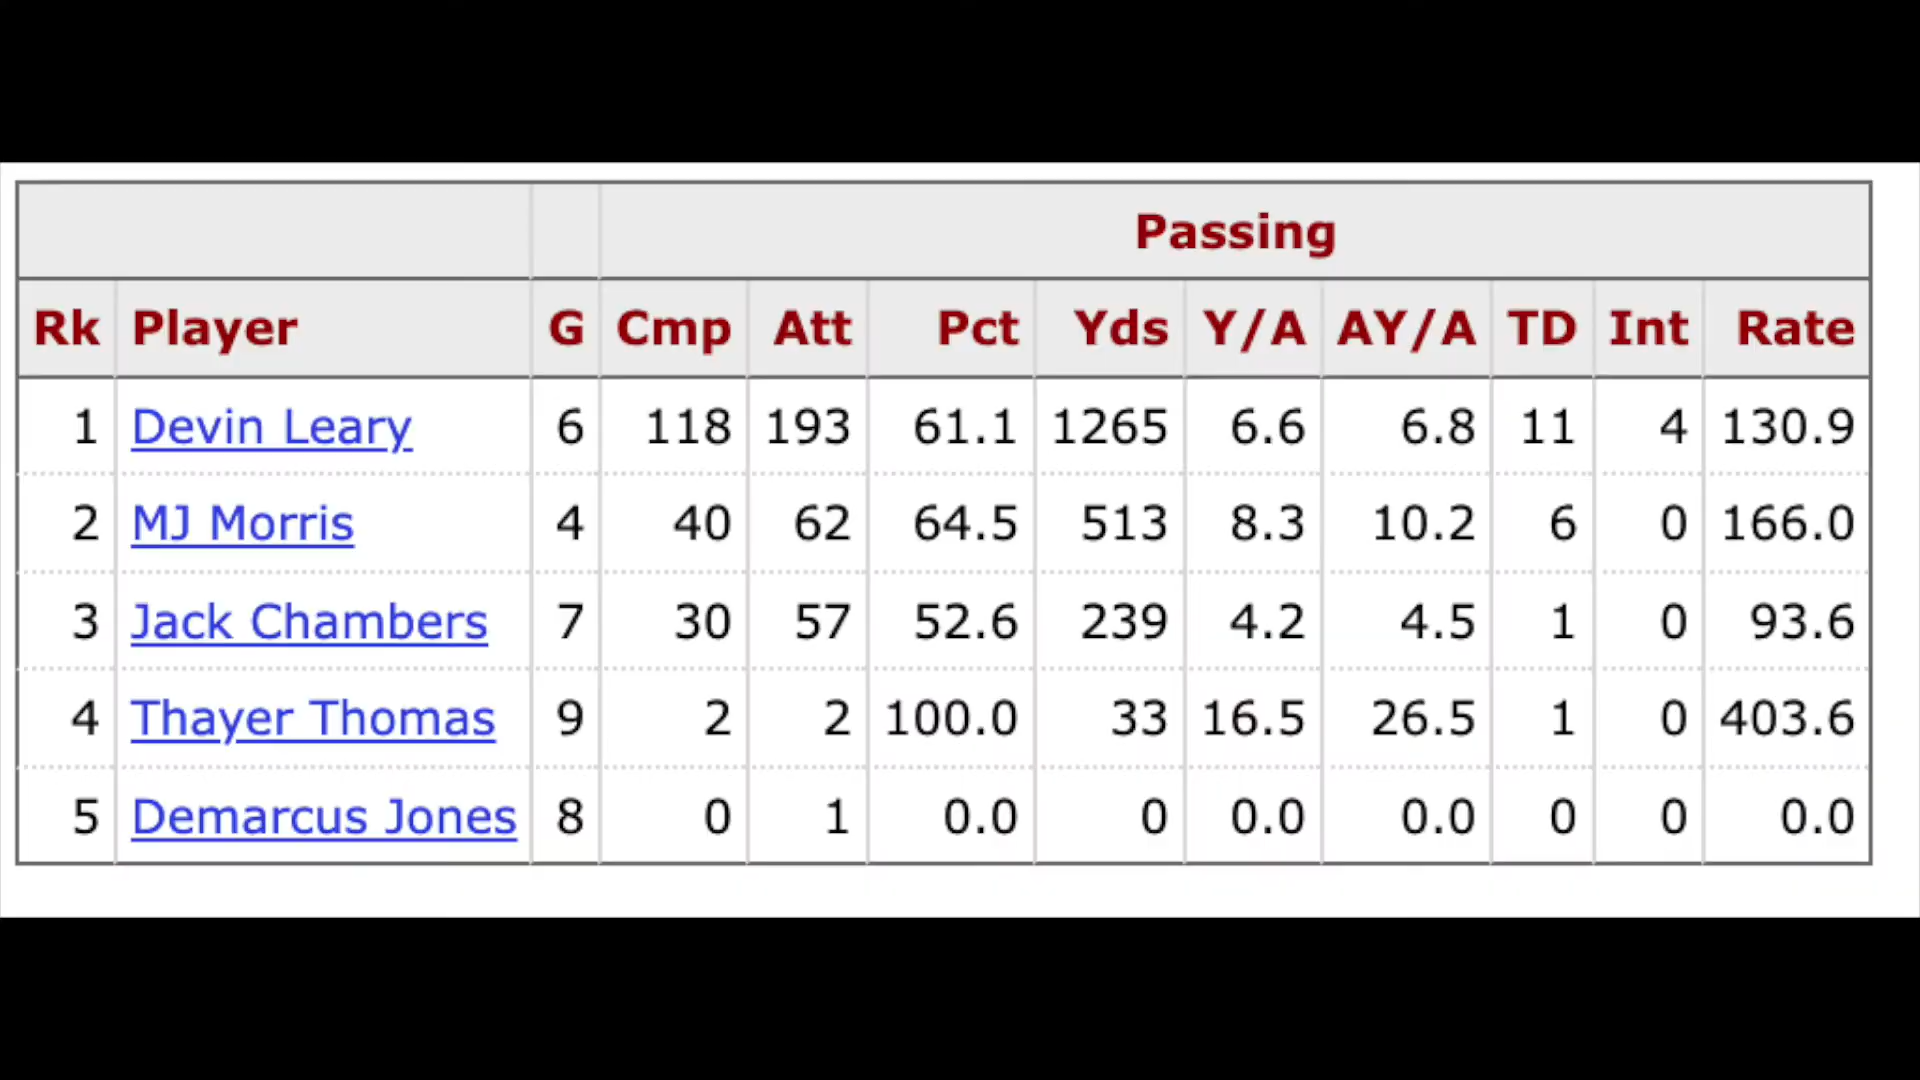 Passing
Rk Player G Cmp Att Pct Yds Y/A AY/A TD Int Rate
1 Devin Leary 6 118 193 61.1 1265 6.6 6.8 11 4 130.9
2 MJ Morris 4 40 62 64.5 513 8.3 10.2 6 0 166.0
3 Jack Chambers 7 30 57 52.6 239 4.2 4.5 1 0 93.6
4 Thayer Thomas 9 2 2 100.0 33 16.5 26.5 1 0 403.6
5 Demarcus Jones 8 0 1 0.0 0 0.0 0.0 0 0 0.0